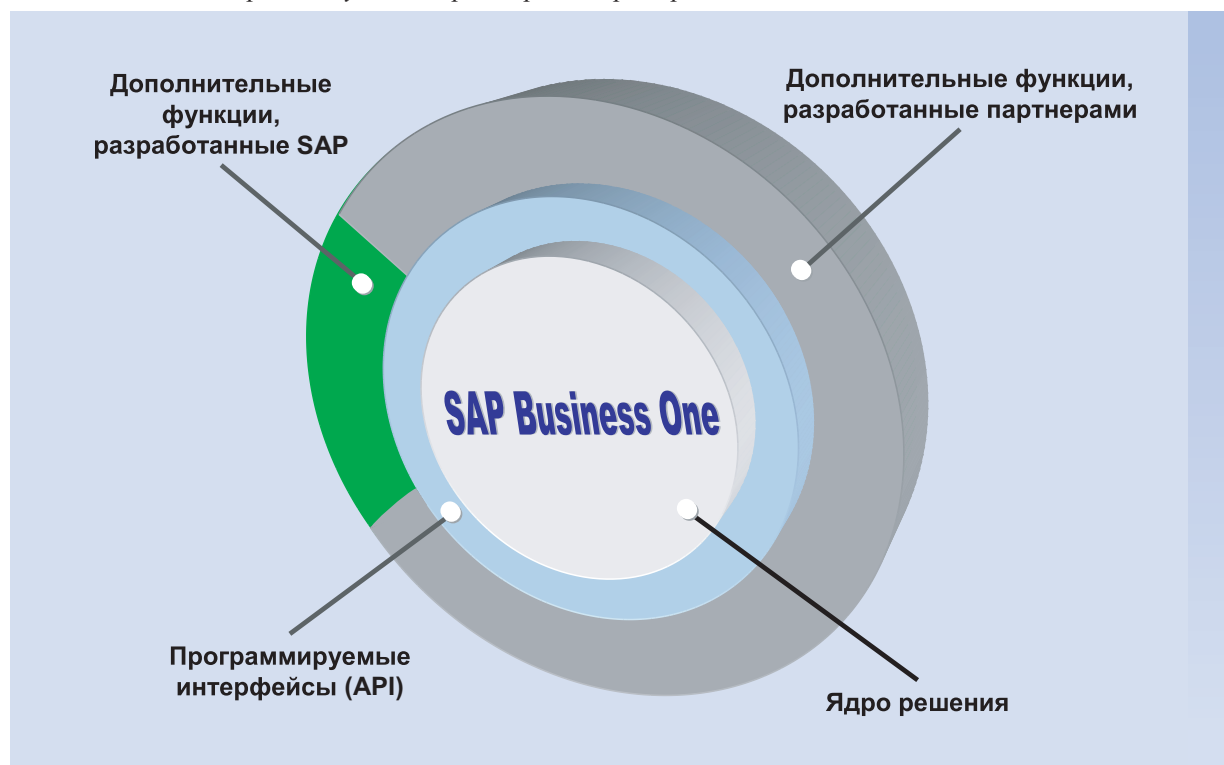 Дополнительные
функции,
разработанные SAP
Дополнительные функции,
разработанные партнерами
SAP Business One
Программируемые
интерфейсы (API)
Ядро решения